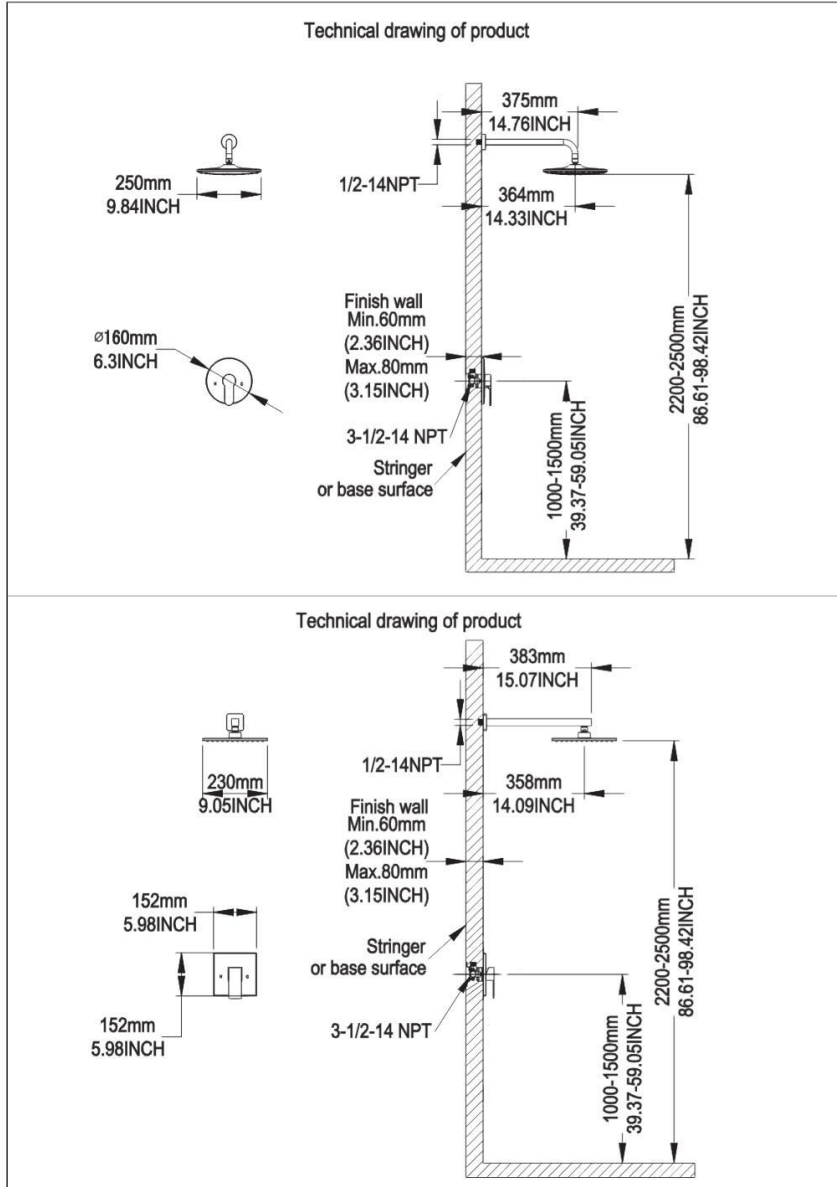 Technical drawing of product
375mm
14.76INCH
1/2-14NPT
250mm
9.84INCH
364mm
14.33INCH
Finish wall
Min.60mm
(2.36INCH)
Max.80mm
(3.15INCH)
⌀160mm
6.3INCH
3-1/2-14 NPT
Stringer
or base surface
1000-1500mm
39.37-59.05INCH
2200-2500mm
86.61-98.42INCH
Technical drawing of product
383mm
15.07INCH
1/2-14NPT
230mm
9.05INCH
358mm
14.09INCH
Finish wall
Min.60mm
(2.36INCH)
Max.80mm
(3.15INCH)
152mm
5.98INCH
Stringer
or base surface
152mm
5.98INCH
3-1/2-14 NPT
1000-1500mm
39.37-59.05INCH
2200-2500mm
86.61-98.42INCH